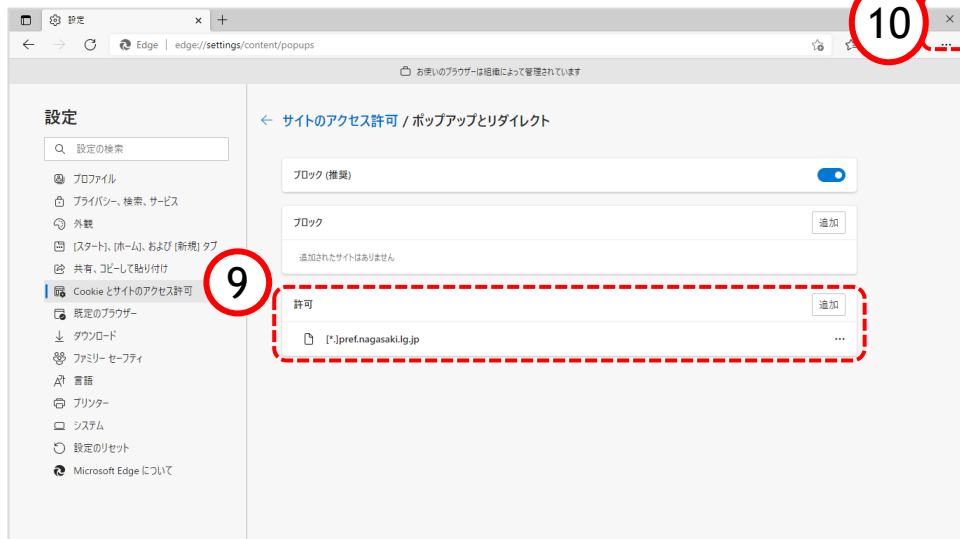 設定
Edge | edge://settings/content/popups
10
お使いのブラウザーは組織によって管理されています
設定
設定の検索
プロファイル
プライバシー、検索、サービス
外観
[スタート]、[ホーム]、および [新規] タブ
共有、コピーして貼り付け
Cookie とサイトのアクセス許可
既定のブラウザー
ダウンロード
ファミリー セーフティ
言語
プリンター
システム
設定のリセット
Microsoft Edge について
サイトのアクセス許可 / ポップアップとリダイレクト
ブロック (推奨)
ブロック
追加
追加されたサイトはありません
9
許可
追加
[*.]pref.nagasaki.lg.jp